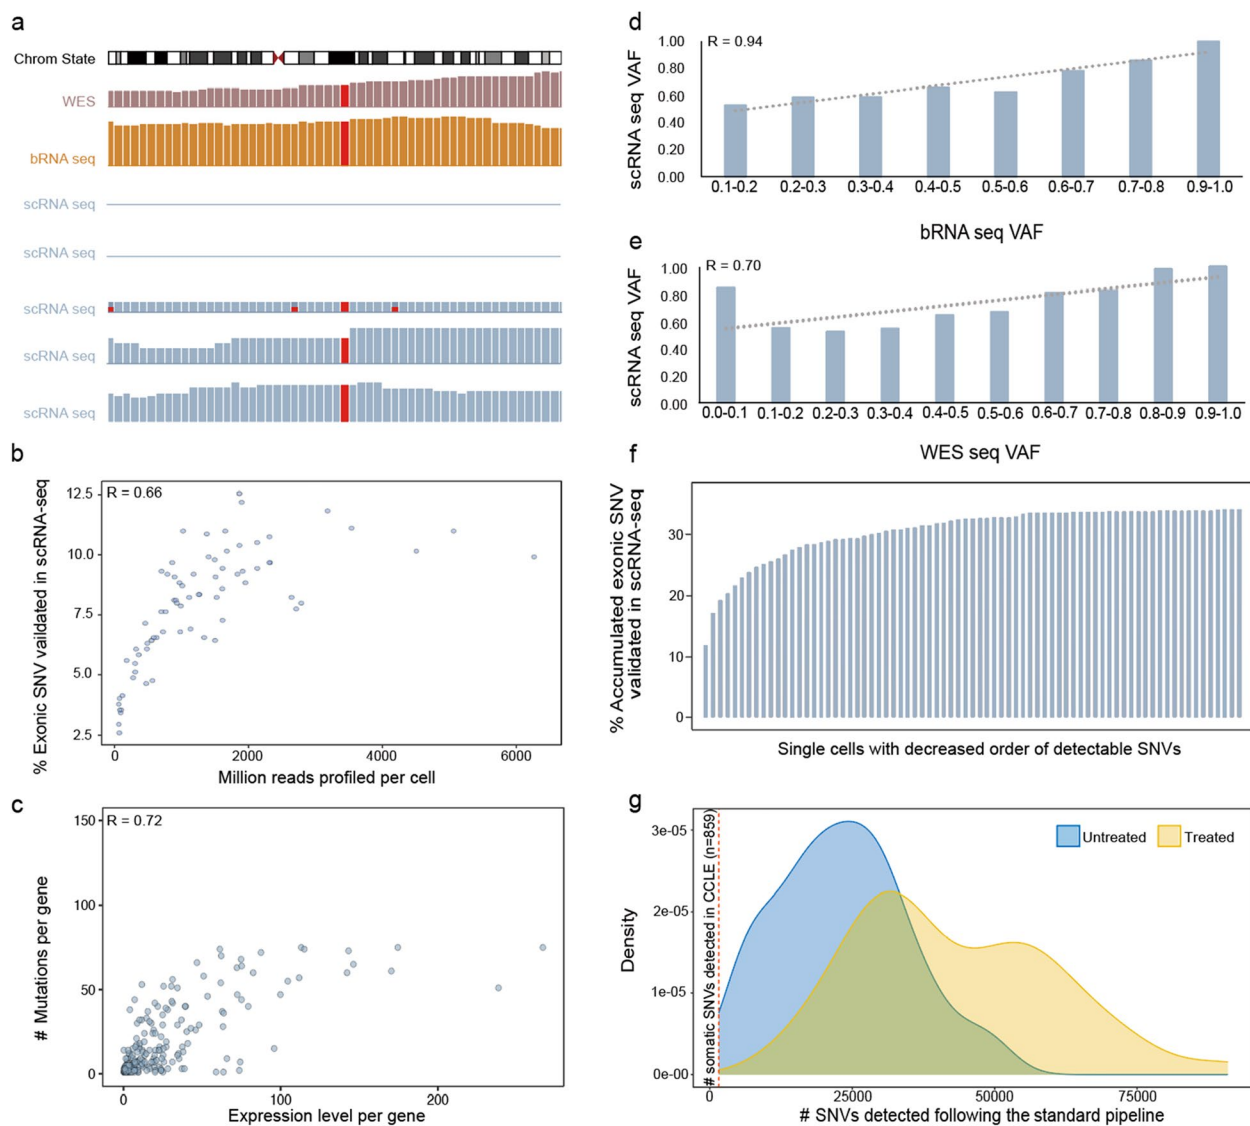 a
Chrom State
WES
bRNA seq
scRNA seq
scRNA seq
scRNA seq
scRNA seq
scRNA seq
b
R = 0.66
% Exonic SNV vaildated in scRNA-seq
12.5
10.0
7.5
5.0
2.5
0 2000 4000 6000
Million reads profiled per cell
c
R = 0.72
# Mutations per gene
150
100
50
0
0 100 200
Expression level per gene
d
R = 0.94
scRNA seq VAF
1.00
0.80
0.60
0.40
0.20
0.00
0.1-0.2 0.2-0.3 0.3-0.4 0.4-0.5 0.5-0.6 0.6-0.7 0.7-0.8 0.9-1.0
bRNA seq VAF
e
R = 0.70
scRNA seq VAF
1.00
0.80
0.60
0.40
0.20
0.00
0.0-0.1 0.1-0.2 0.2-0.3 0.3-0.4 0.4-0.5 0.5-0.6 0.6-0.7 0.7-0.8 0.8-0.9 0.9-1.0
WES seq VAF
f
% Accumulated exonic SNV
validated in scRNA-seq
30
20
10
0
Single cells with decreased order of detectable SNVs
g
Density
3e-05
2e-05
1e-05
0e-00
# somatic SNVs detected in CCLE (n=859)
Untreated Treated
0 25000 50000 75000
# SNVs detected following the standard pipeline